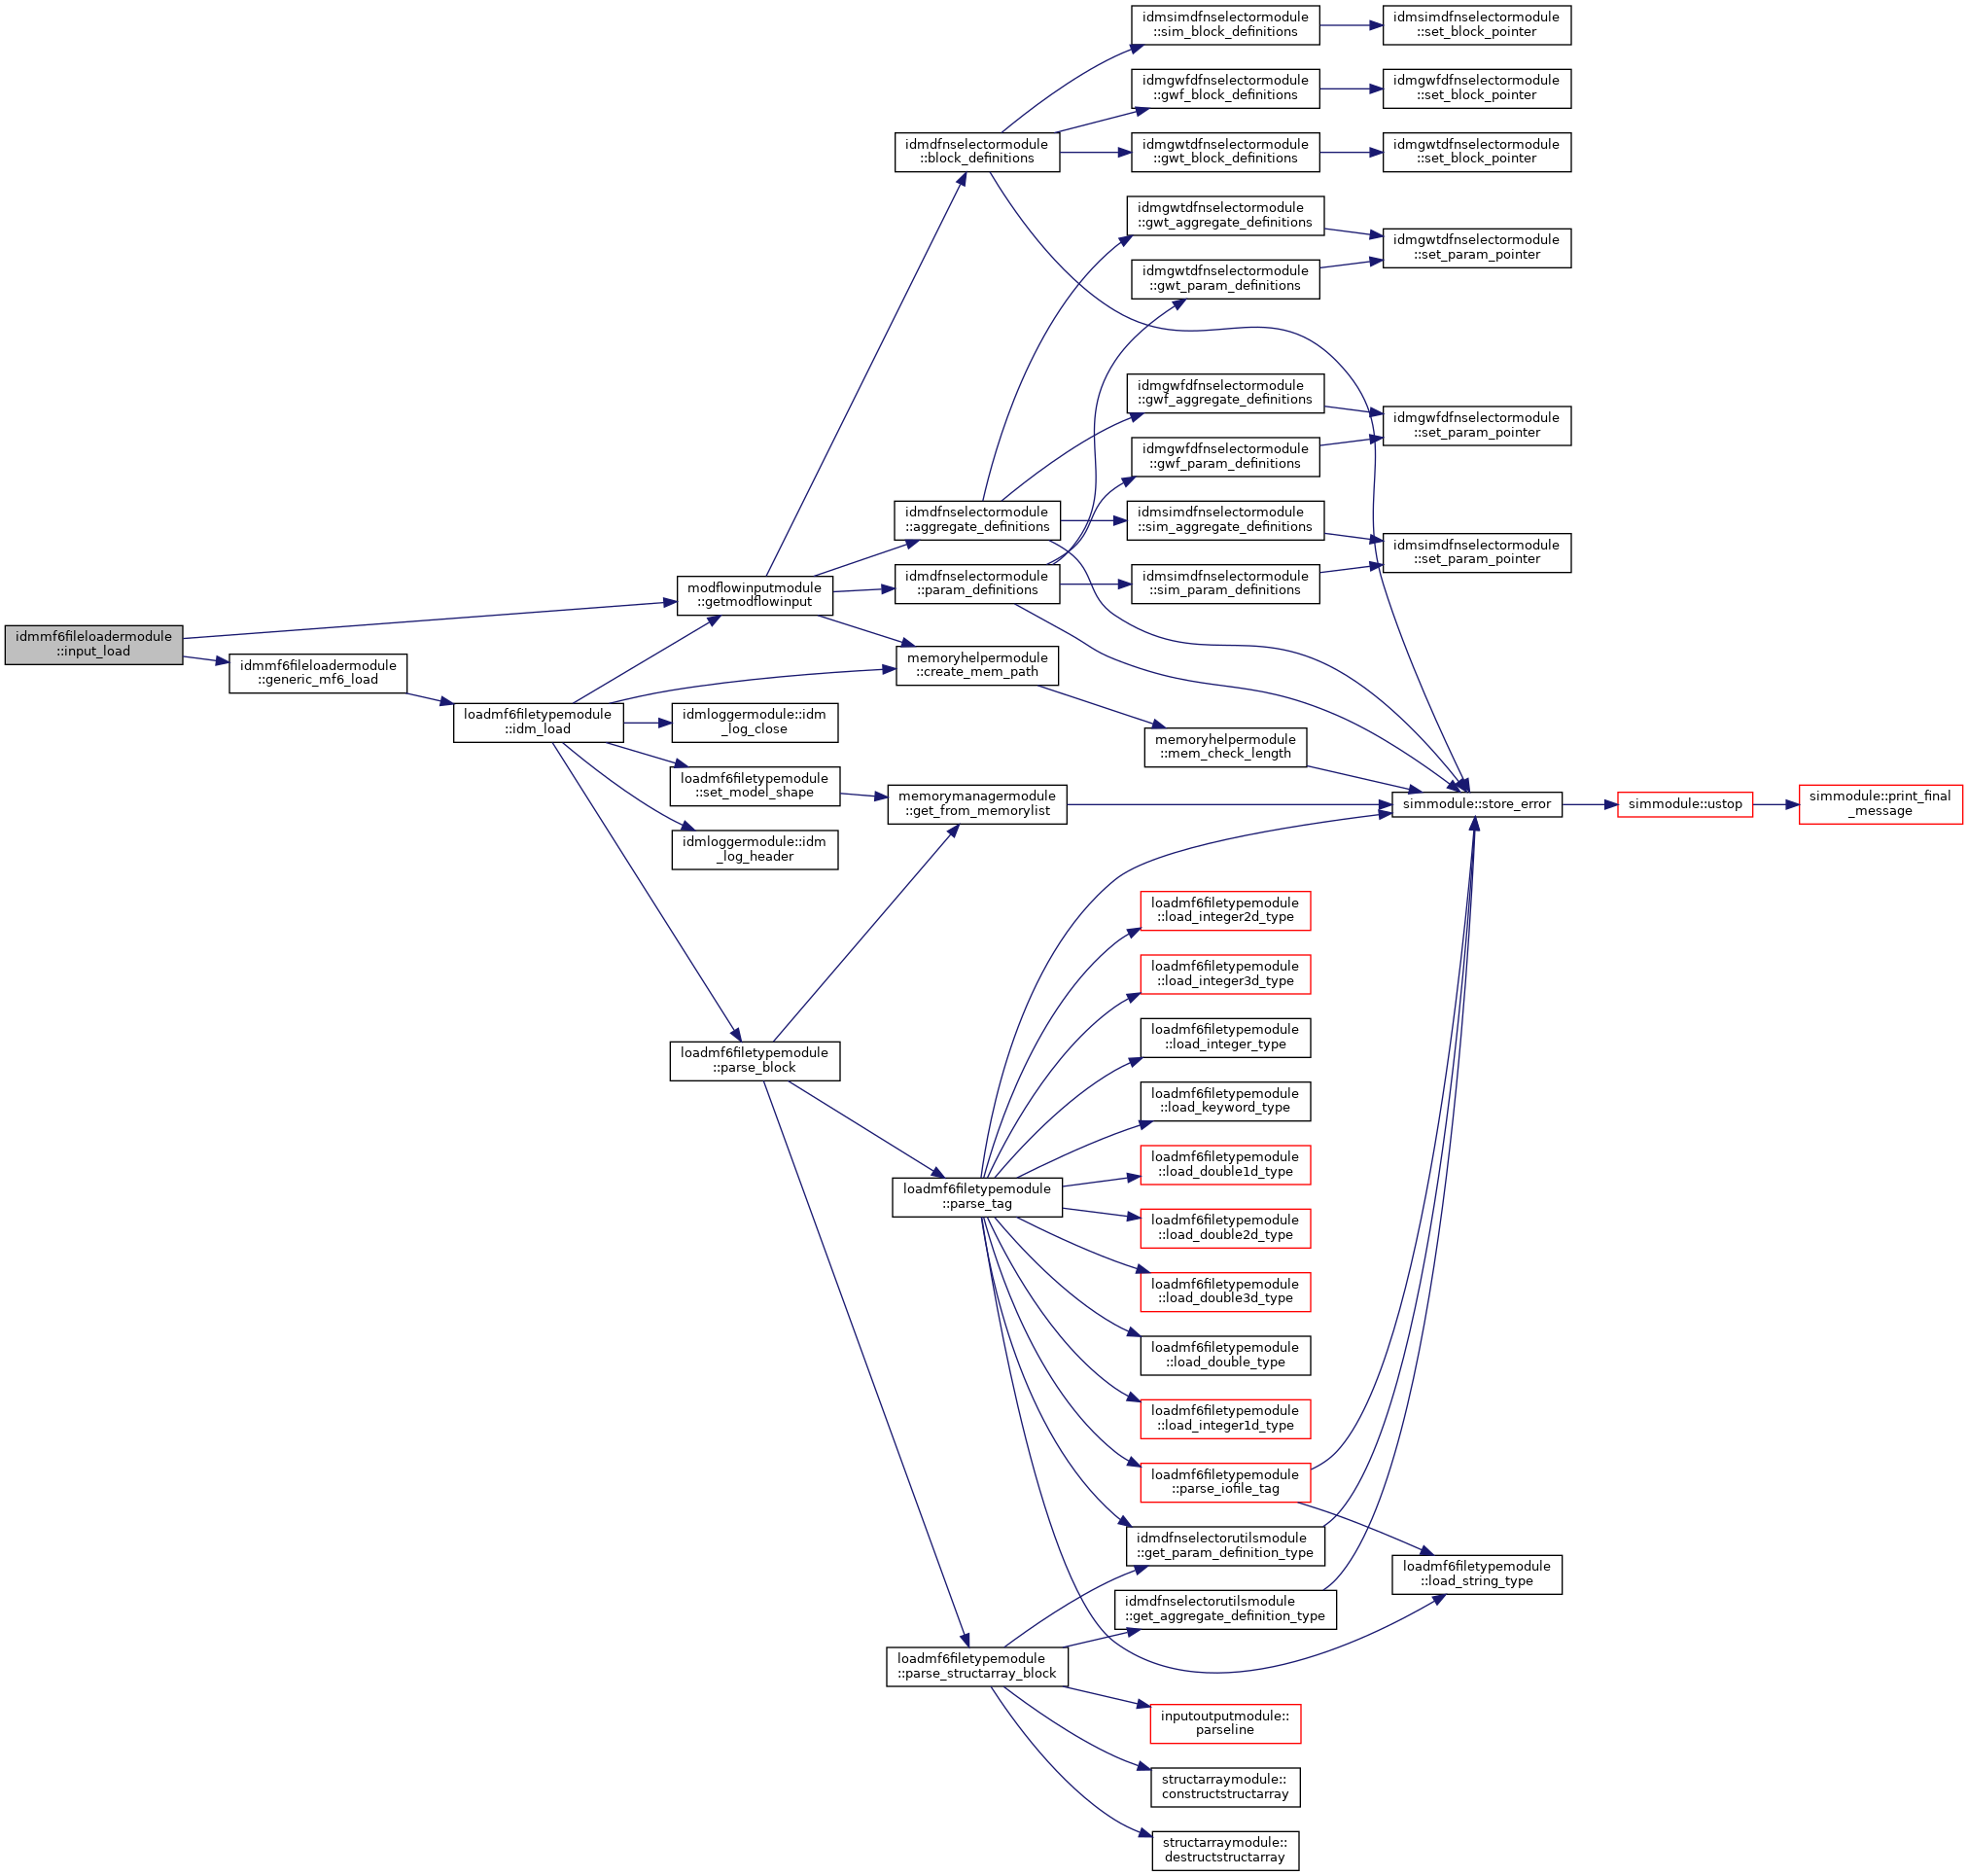 idmmf6fileloadermodule
::input_load
idmmf6fileloadermodule
::generic_mf6_load
loadmf6filetypemodule
::idm_load
modflowinputmodule
::getmodflowinput
idmloggermodule::idm
_log_close
loadmf6filetypemodule
::set_model_shape
idmloggermodule::idm
_log_header
loadmf6filetypemodule
::parse_block
idmdfnselectormodule
::block_definitions
idmdfnselectormodule
::aggregate_definitions
idmdfnselectormodule
::param_definitions
memoryhelpermodule
::create_mem_path
memorymanagermodule
::get_from_memorylist
loadmf6filetypemodule
::parse_tag
loadmf6filetypemodule
::parse_structarray_block
idmsimdfnselectormodule
::sim_block_definitions
idmgwfdfnselectormodule
::gwf_block_definitions
idmgwtdfnselectormodule
::gwt_block_definitions
idmgwtdfnselectormodule
::gwt_aggregate_definitions
idmgwtdfnselectormodule
::gwt_param_definitions
idmgwfdfnselectormodule
::gwf_aggregate_definitions
idmgwfdfnselectormodule
::gwf_param_definitions
idmsimdfnselectormodule
::sim_aggregate_definitions
idmsimdfnselectormodule
::sim_param_definitions
memoryhelpermodule
::mem_check_length
loadmf6filetypemodule
::load_integer2d_type
loadmf6filetypemodule
::load_integer3d_type
loadmf6filetypemodule
::load_integer_type
loadmf6filetypemodule
::load_keyword_type
loadmf6filetypemodule
::load_double1d_type
loadmf6filetypemodule
::load_double2d_type
loadmf6filetypemodule
::load_double3d_type
loadmf6filetypemodule
::load_double_type
loadmf6filetypemodule
::load_integer1d_type
loadmf6filetypemodule
::parse_iofile_tag
idmdfnselectorutilsmodule
::get_param_definition_type
idmdfnselectorutilsmodule
::get_aggregate_definition_type
inputoutputmodule::
parseline
structarraymodule::
constructstructarray
structarraymodule::
destructstructarray
idmsimdfnselectormodule
::set_block_pointer
idmgwfdfnselectormodule
::set_block_pointer
idmgwtdfnselectormodule
::set_block_pointer
idmgwtdfnselectormodule
::set_param_pointer
idmgwfdfnselectormodule
::set_param_pointer
idmsimdfnselectormodule
::set_param_pointer
simmodule::store_error
loadmf6filetypemodule
::load_string_type
simmodule::ustop
simmodule::print_final
_message